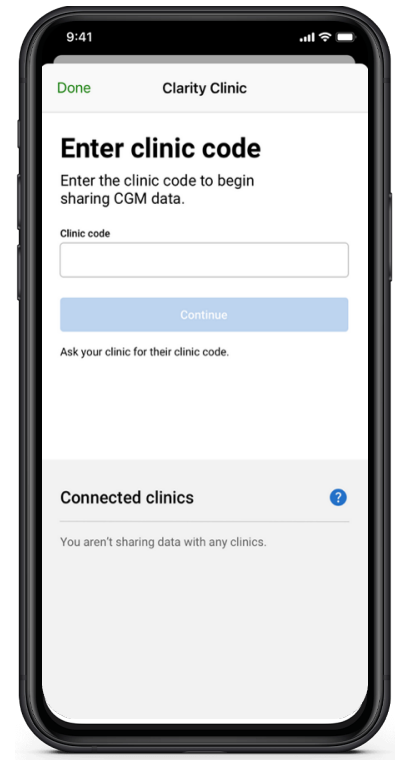 9:41
Done
Clarity Clinic
Enter clinic code
Enter the clinic code to begin
sharing CGM data.
Clinic code
Continue
Ask your clinic for their clinic code.
Connected clinics
?
You aren't sharing data with any clinics.